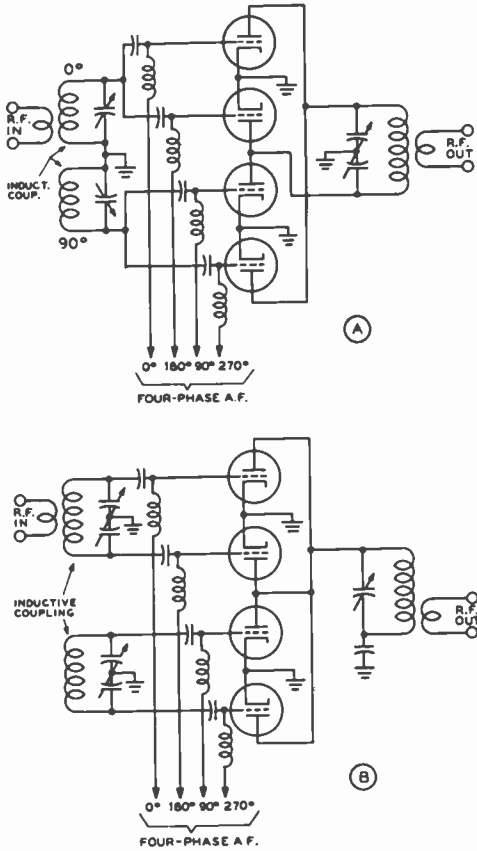 0°
R.F.
IN
INDUCT.
COUP.
90°
R.F.
OUT
A
0° 180° 90° 270°
FOUR-PHASE A.F.
R.F.
IN
INDUCTIVE
COUPLING
R.F.
OUT
B
0° 180° 90° 270°
FOUR-PHASE A F.